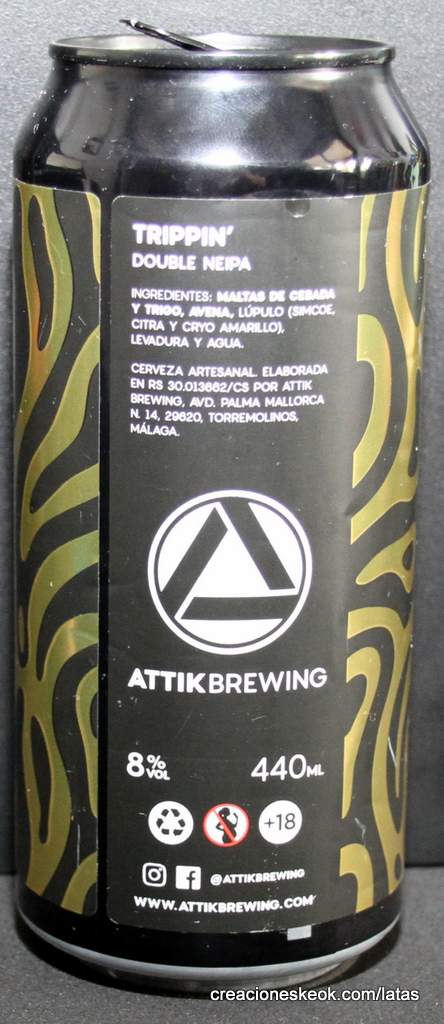 TRIPPIN'
DOUBLE NEIPA
INGREDIENTES: MALTAS DE CEBADA
Y TRIGO, AVENA, LÚPULO (SIMCOE,
CITRA Y CRYO AMARILLO),
LEVADURA Y AGUA.
CERVEZA ARTESANAL. ELABORADA
EN RS 30.013662/CS POR ATTIK
BREWING, AVD. PALMA MALLORCA
N. 14, 29620, TORREMOLINOS,
MÁLAGA.
ATTIKBREWING
8% VOL 440ML
+18
@ATTIKBREWING
WWW.ATTIKBREWING.COM
creacioneskeok.com/latas